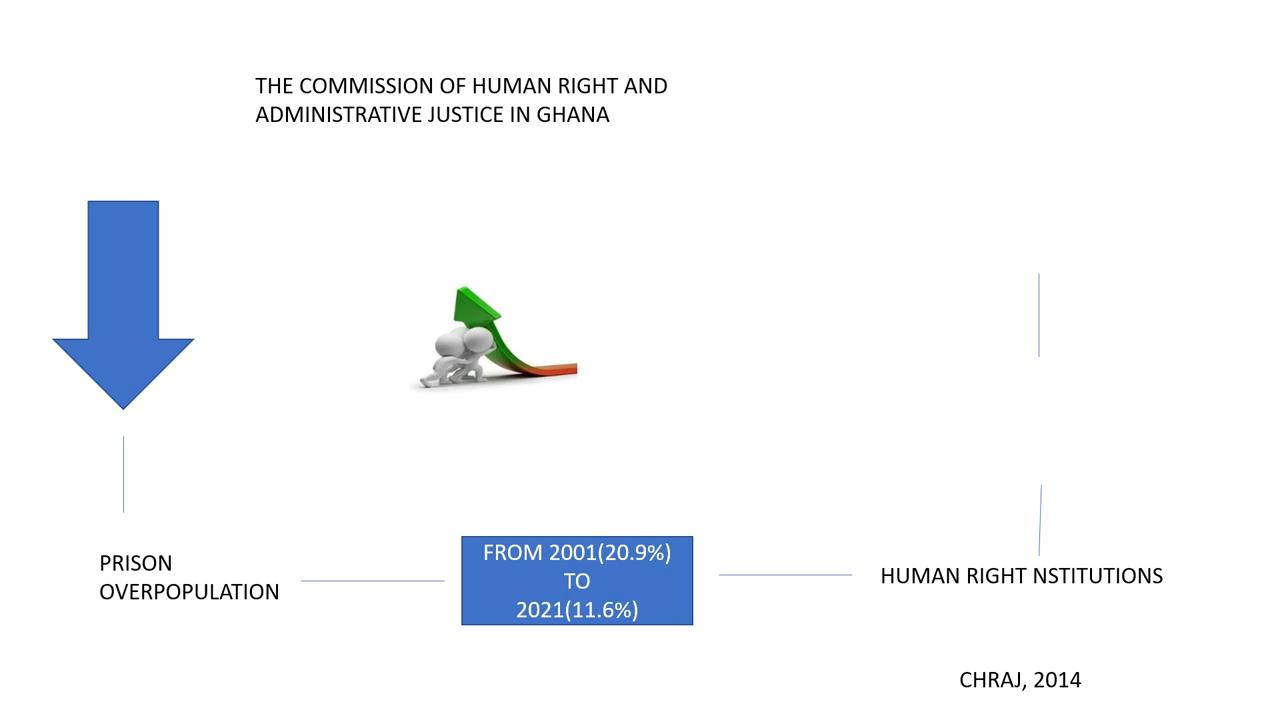 THE COMMISSION OF HUMAN RIGHT AND
ADMINISTRATIVE JUSTICE IN GHANA
PRISON
OVERPOPULATION
FROM 2001(20.9%)
TO
2021(11.6%)
HUMAN RIGHT NSTITUTIONS
CHRAJ, 2014